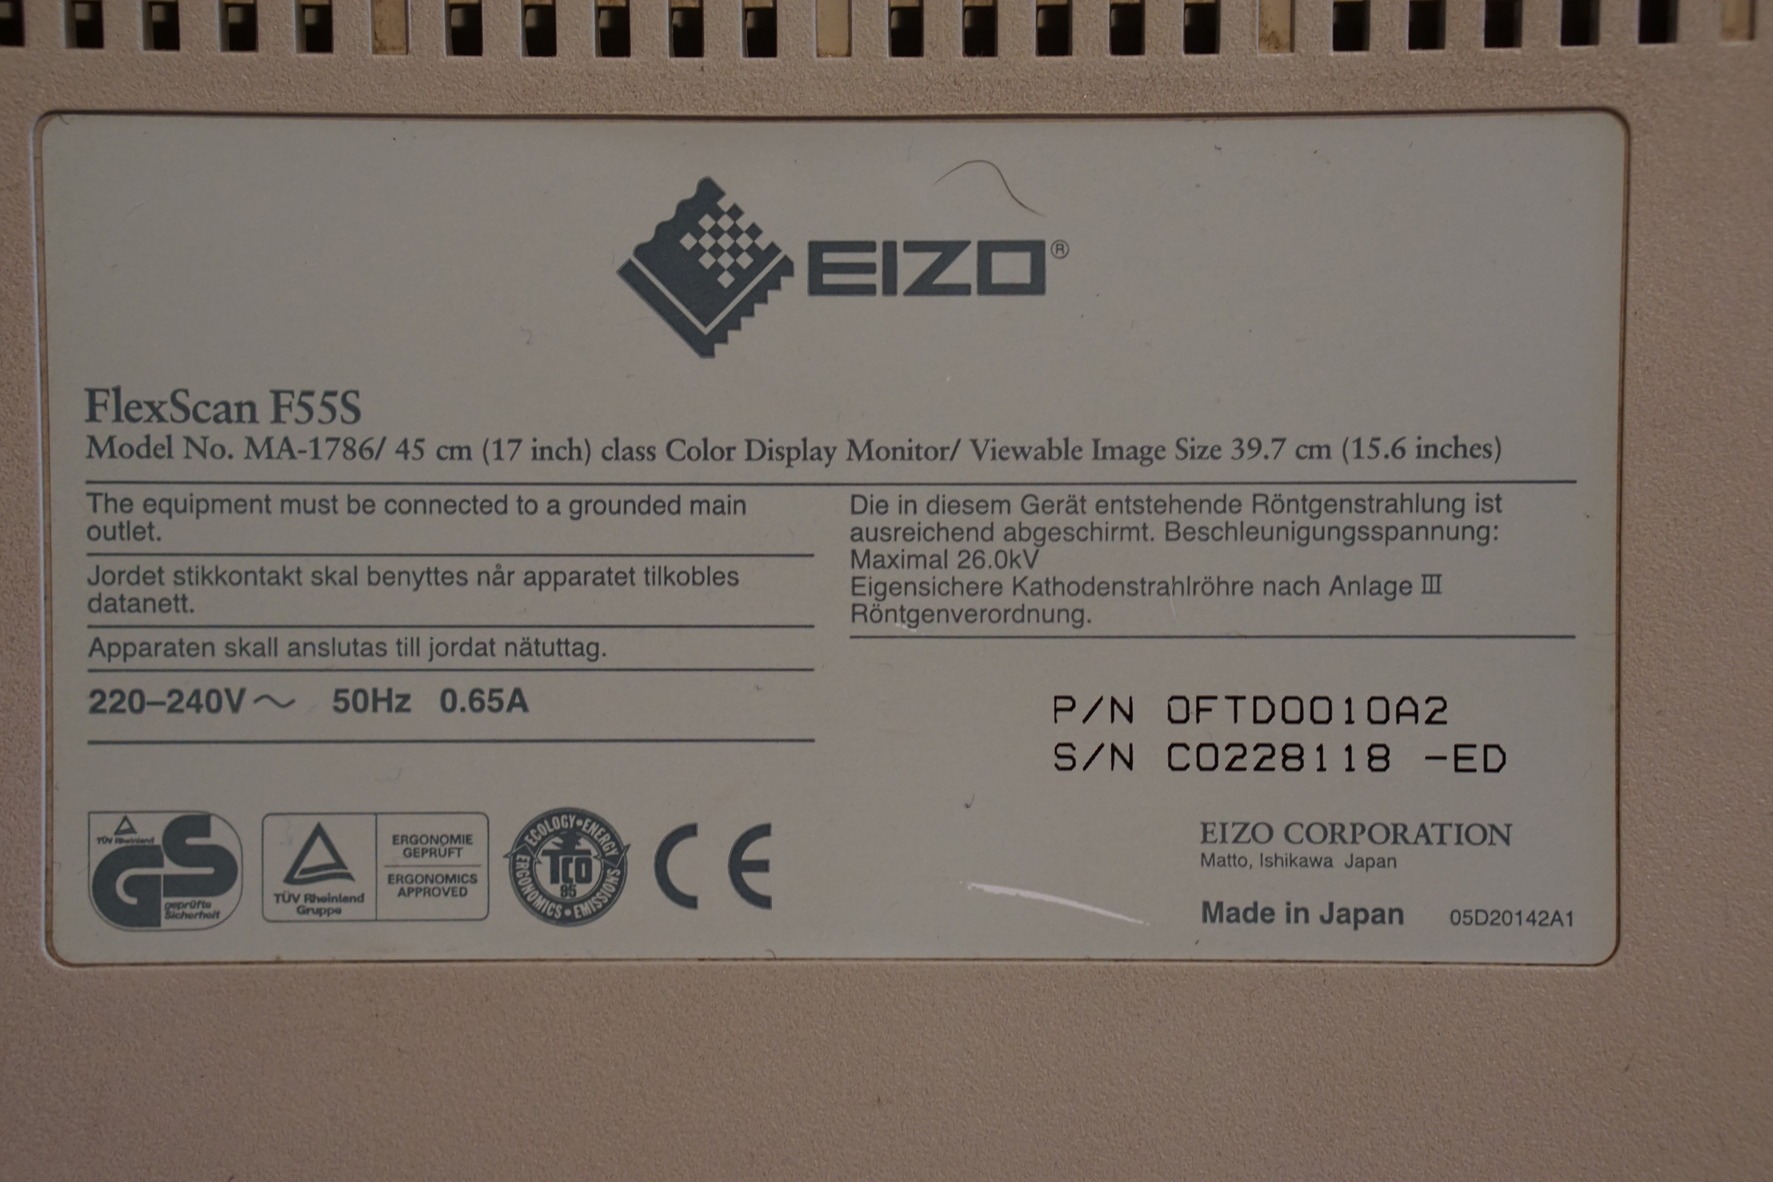 EIZO®
FlexScan F55S
Model No. MA-1786/ 45 cm (17 inch) class Color Display Monitor/ Viewable Image Size 39.7 cm (15.6 inches)
The equipment must be connected to a grounded main
outlet.
Jordet stikkontakt skal benyttes når apparatet tilkobles
datanett.
Apparaten skall anslutas till jordat nätuttag.
220–240V～ 50Hz 0.65A
Die in diesem Gerät entstehende Röntgenstrahlung ist
ausreichend abgeschirmt. Beschleunigungsspannung:
Maximal 26.0kV
Eigensichere Kathodenstrahlröhre nach Anlage III
Röntgenverordnung.
P/N 0FTD0010A2
S/N C0228118 -ED
TÜV Rheinland
GS
geprüfte
Sicherheit
TÜV Rheinland
Gruppe
ERGONOMIE
GEPRÜFT
ERGONOMICS
APPROVED
ECOLOGY•ENERGY
TCO
95
ERGONOMICS•EMISSIONS
CE
EIZO CORPORATION
Matto, Ishikawa Japan
Made in Japan 05D20142A1